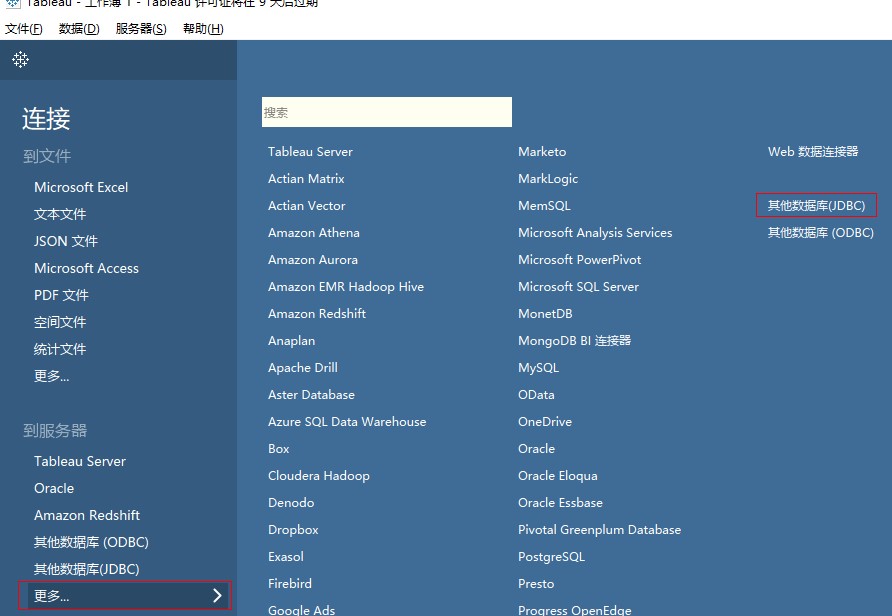 Tableau - 工作簿 1 - Tableau 许可证将在 9 天后过期
文件(F) 数据(D) 服务器(S) 帮助(H)
连接
到文件
Microsoft Excel
文本文件
JSON 文件
Microsoft Access
PDF 文件
空间文件
统计文件
更多...
到服务器
Tableau Server
Oracle
Amazon Redshift
其他数据库 (ODBC)
其他数据库(JDBC)
更多...
搜索
Tableau Server
Actian Matrix
Actian Vector
Amazon Athena
Amazon Aurora
Amazon EMR Hadoop Hive
Amazon Redshift
Anaplan
Apache Drill
Aster Database
Azure SQL Data Warehouse
Box
Cloudera Hadoop
Denodo
Dropbox
Exasol
Firebird
Google Ads
Marketo
MarkLogic
MemSQL
Microsoft Analysis Services
Microsoft PowerPivot
Microsoft SQL Server
MonetDB
MongoDB BI 连接器
MySQL
OData
OneDrive
Oracle
Oracle Eloqua
Oracle Essbase
Pivotal Greenplum Database
PostgreSQL
Presto
Progress OpenEdge
Web 数据连接器
其他数据库(JDBC)
其他数据库 (ODBC)